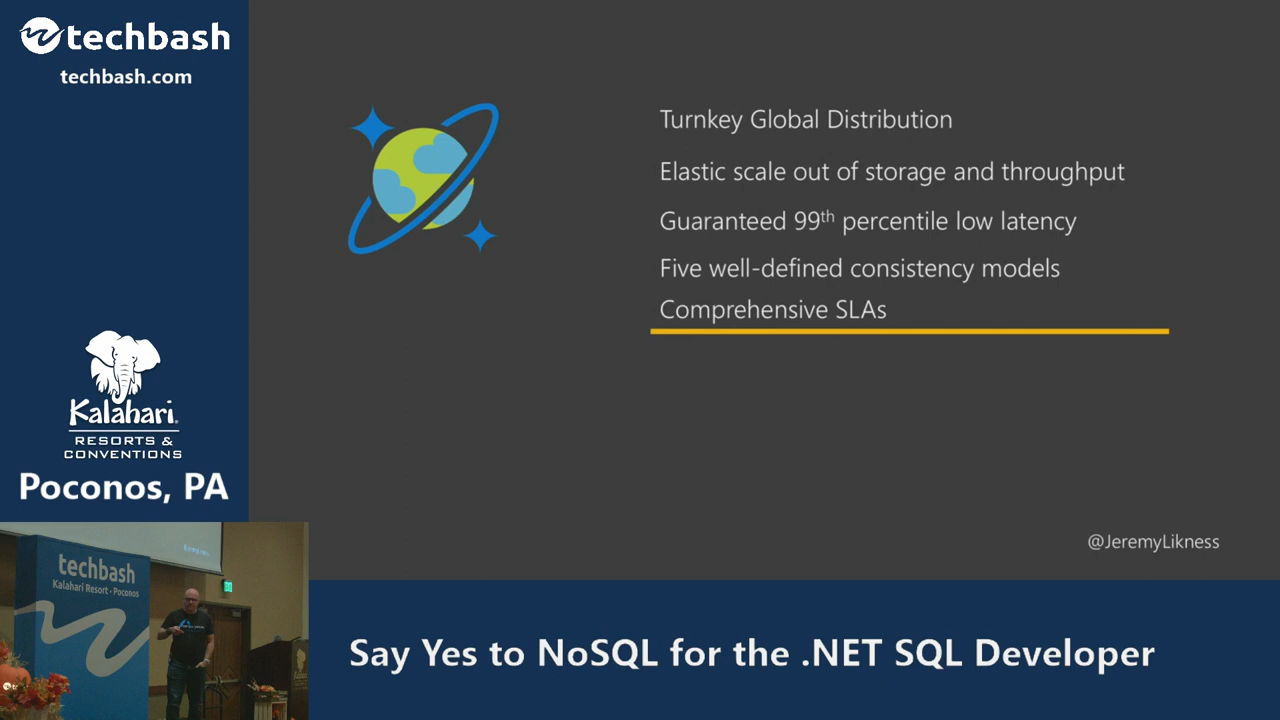 techbash
techbash.com
Turnkey Global Distribution
Elastic scale out of storage and throughput
Guaranteed 99th percentile low latency
Five well-defined consistency models
Comprehensive SLAs
Kalahari
RESORTS &
CONVENTIONS
Poconos, PA
@JeremyLikness
techbash
Kalahari Resort - Poconos
Say Yes to NoSQL for the .NET SQL Developer